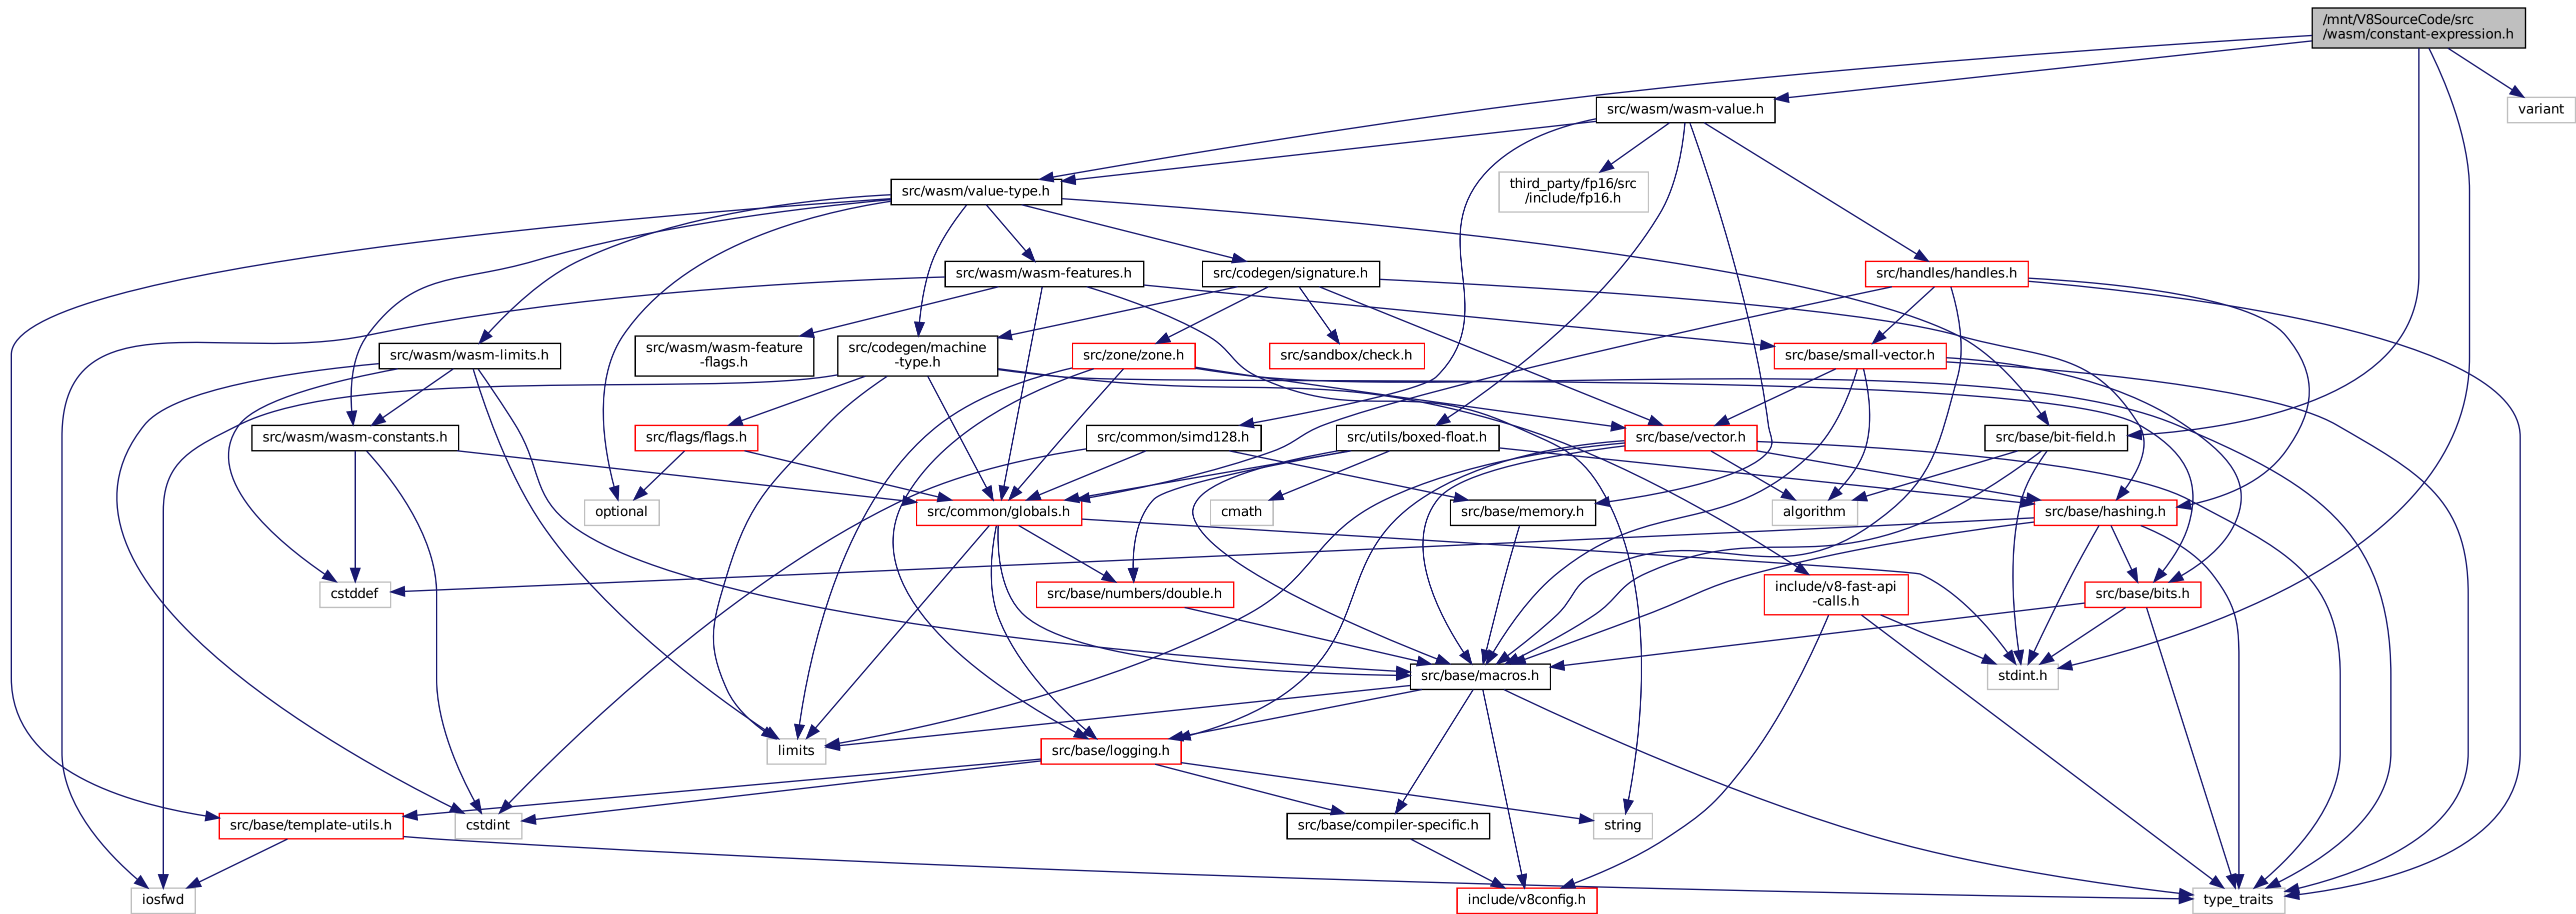 /mnt/V8SourceCode/src
/wasm/constant-expression.h
src/wasm/wasm-value.h
variant
src/wasm/value-type.h
third_party/fp16/src
/include/fp16.h
src/wasm/wasm-features.h
src/codegen/signature.h
src/handles/handles.h
src/wasm/wasm-limits.h
src/wasm/wasm-feature
-flags.h
src/codegen/machine
-type.h
src/zone/zone.h
src/sandbox/check.h
src/base/small-vector.h
src/wasm/wasm-constants.h
src/flags/flags.h
src/common/simd128.h
src/utils/boxed-float.h
src/base/vector.h
src/base/bit-field.h
optional
src/common/globals.h
cmath
src/base/memory.h
algorithm
src/base/hashing.h
cstddef
src/base/numbers/double.h
include/v8-fast-api
-calls.h
src/base/bits.h
src/base/macros.h
stdint.h
limits
src/base/logging.h
src/base/template-utils.h
cstdint
src/base/compiler-specific.h
string
iosfwd
include/v8config.h
type_traits